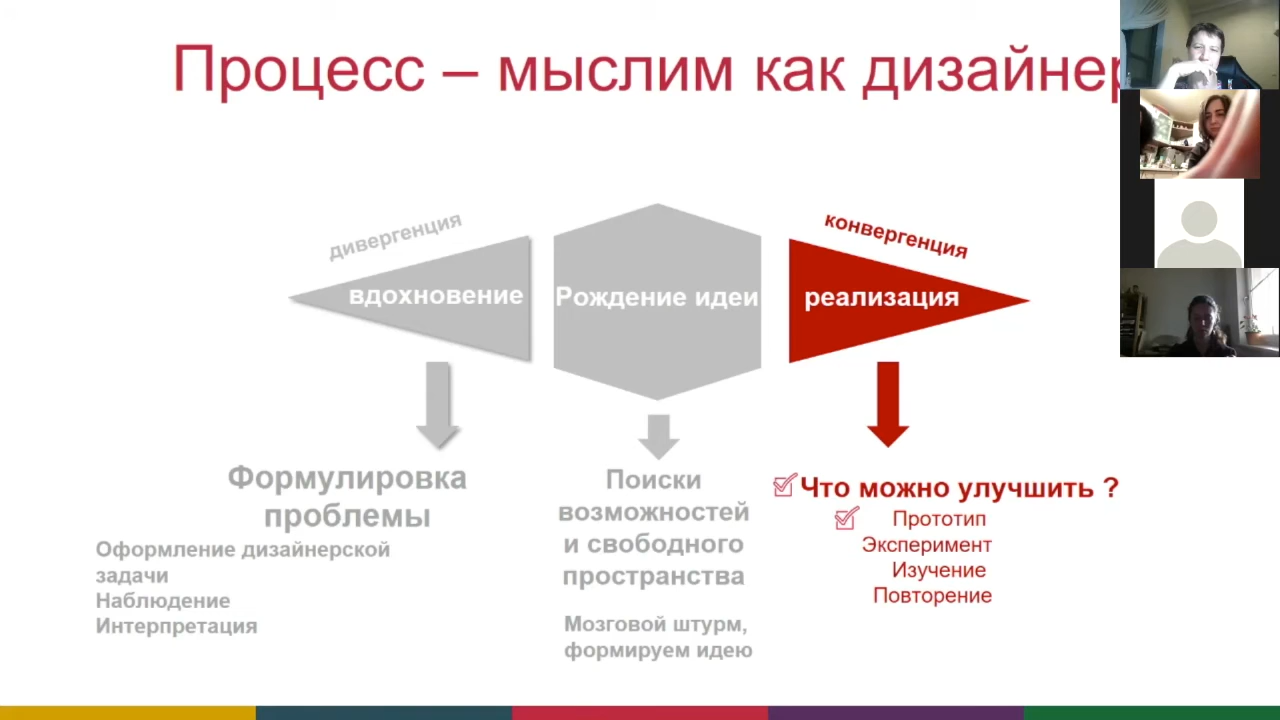 Процесс – мыслим как дизайнер
дивергенция
конвергенция
вдохновение
Рождение идеи
реализация
Формулировка
проблемы
Оформление дизайнерской
задачи
Наблюдение
Интерпретация
Поиски
возможностей
и свободного
пространства
Мозговой штурм,
формируем идею
Что можно улучшить ?
Прототип
Эксперимент
Изучение
Повторение